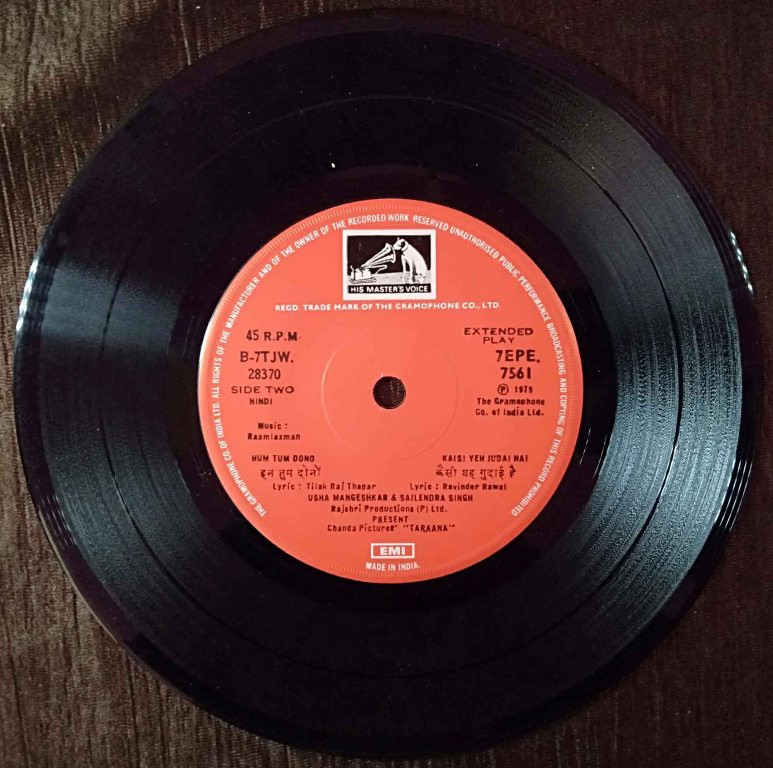 THE GRAMOPHONE CO. OF INDIA LTD. ALL RIGHTS OF THE MANUFACTURER AND OF THE OWNER OF THE RECORDED WORK RESERVED UNAUTHORISED PUBLIC PERFORMANCE BROADCASTING AND COPYING OF THIS RECORD PROHIBITED
HIS MASTER'S VOICE
REGD. TRADE MARK OF THE GRAMOPHONE CO., LTD.
45 R.P.M.
B-7TJW.
28370
SIDE TWO
HINDI
EXTENDED
PLAY
7EPE.
7561
Ⓟ 1979
The Gramophone
Co. of India Ltd.
Music :
Raamlaxman
HUM TUM DONO
हन तुम दोनों
Lyric : Tilak Raj Thapar
KAISI YEH JUDAI HAI
कैसी यह गुदाई है
Lyric : Ravinder Rawal
USHA MANGESHKAR & SAILENDRA SINGH
Rajshri Productions (P) Ltd.
PRESENT
Chanda Pictures' "TARAANA"
EMI
MADE IN INDIA.